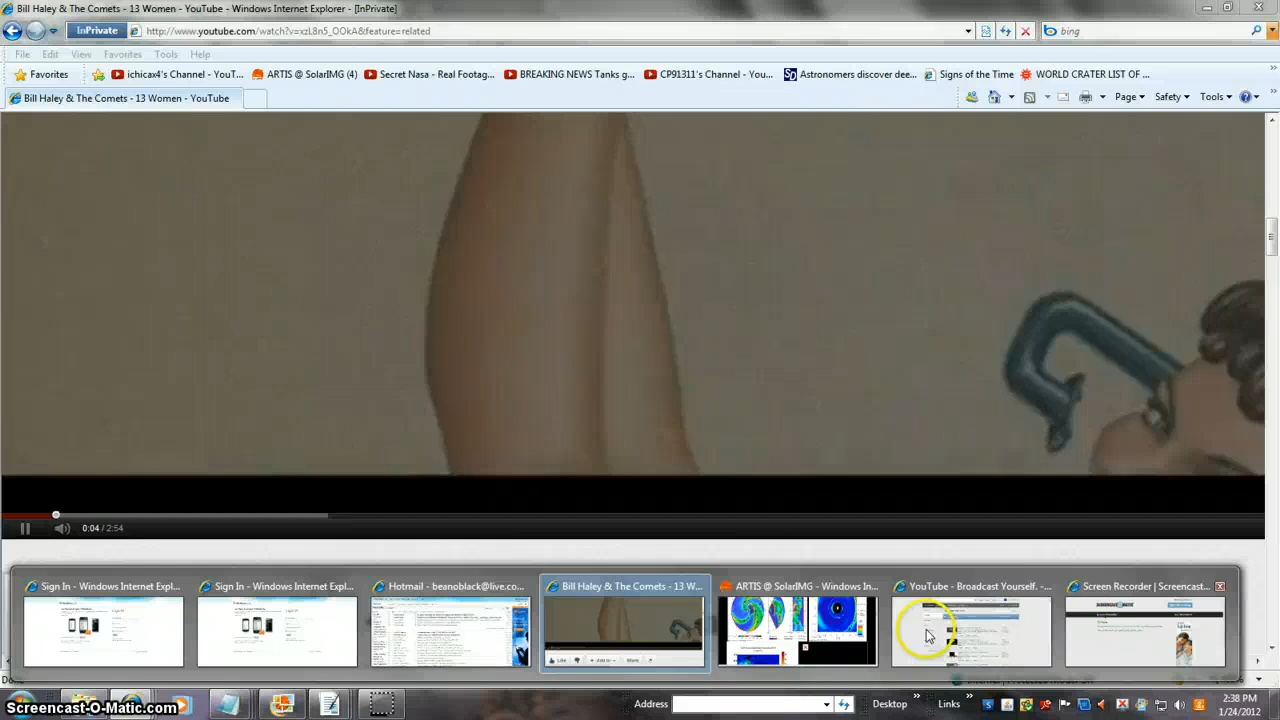 Bill Haley & The Comets - 13 Women - YouTube - Windows Internet Explorer - [InPrivate]
InPrivate http://www.youtube.com/watch?v=xzL8n5_OOkA&feature=related bing
File Edit View Favorites Tools Help
Favorites ichicax4's Channel - YouT... ARTIS @ SolarIMG (4) Secret Nasa - Real Footag... BREAKING NEWS Tanks g... CP91311's Channel - You... Astronomers discover dee... Signs of the Time WORLD CRATER LIST OF ...
Bill Haley & The Comets - 13 Women - YouTube Page Safety Tools
0:04 / 2:54
Sign In - Windows Internet Expl... Sign In - Windows Internet Expl... Hotmail - beanoblack@live.co... Bill Haley & The Comets - 13 W... ARTIS @ SolarIMG - Windows In... YouTube - Broadcast Yourself. -... Screen Recorder | Screencast...
Like Add to Share
Screencast-O-Matic.com Address Desktop Links 2:38 PM
1/24/2012